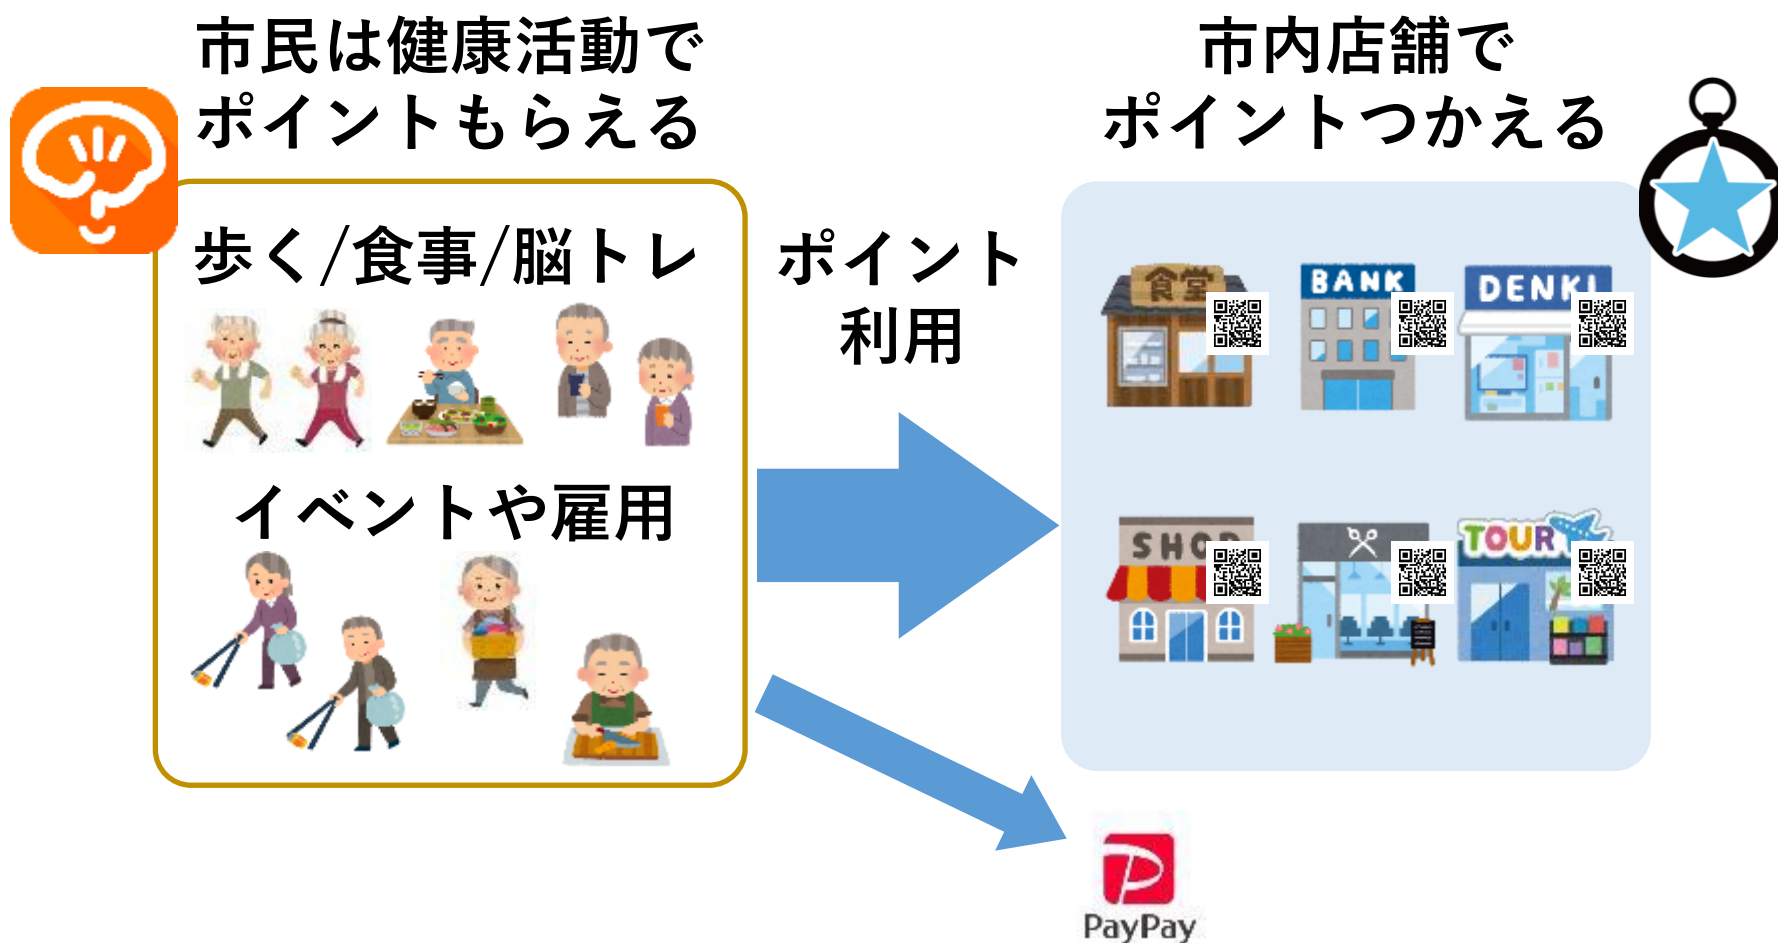 市民は健康活動で
ポイントもらえる
歩く/食事/脳トレ
イベントや雇用
ポイント
利用
市内店舗で
ポイントつかえる
食堂
BANK
DENKI
SHOP
TOUR
PayPay